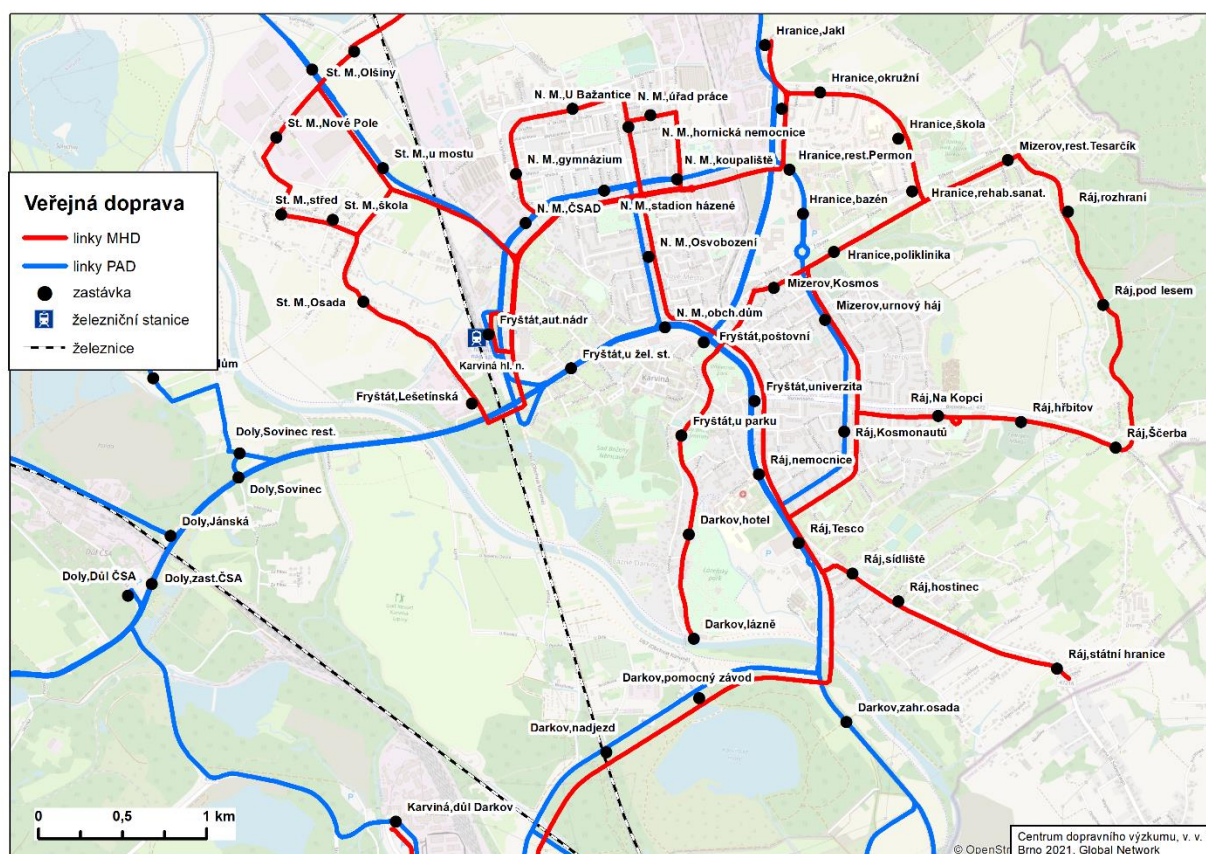 Hranice,Jakl
St. M.,Olšiny
Hranice,okružní
N. M.,U Bažantice
N. M.,úřad práce
St. M.,Nové Pole
N. M.,hornická nemocnice
Hranice,škola
N. M.,gymnázium
N. M.,koupaliště
Hranice,rest.Permon
Mizerov,rest.Tesarčík
St. M.,u mostu
Veřejná doprava
linky MHD
linky PAD
zastávka
železniční stanice
železnice
St. M.,střed
St. M.,škola
N. M.,ČSAD
N. M.,stadion házené
Hranice,bazén
Hranice,rehab.sanat.
Ráj,rozhraní
N. M.,Osvobození
Hranice,poliklinika
St. M.,Osada
Mizerov,Kosmos
Ráj,pod lesem
Mizerov,urnový háj
N. M.,obch.dům
Fryštát,aut.nádr
Fryštát,poštovní
Karviná hl. n.
Fryštát,u žel. st.
Karviná
ům
Fryštát,univerzita
Fryštát,Lešetínská
Fryštát,u parku
Ráj,Na Kopci
Ráj,hřbitov
Ráj,Kosmonautů
Ráj,Ščerba
Doly,Sovinec rest.
Ráj,nemocnice
Doly,Sovinec
Doly,Jánská
Darkov,hotel
Ráj,Tesco
Ráj,sídliště
Doly,Důl ČSA
Doly,zast.ČSA
Důl ČSA
Ráj,hostinec
Darkov,lázně
Ráj,státní hranice
Darkov,pomocný závod
Darkov,zahr.osada
Darkov,nadjezd
Karviná,důl Darkov
0 0,5 1 km
© OpenStr
Centrum dopravního výzkumu, v. v.
Brno 2021, Global Network